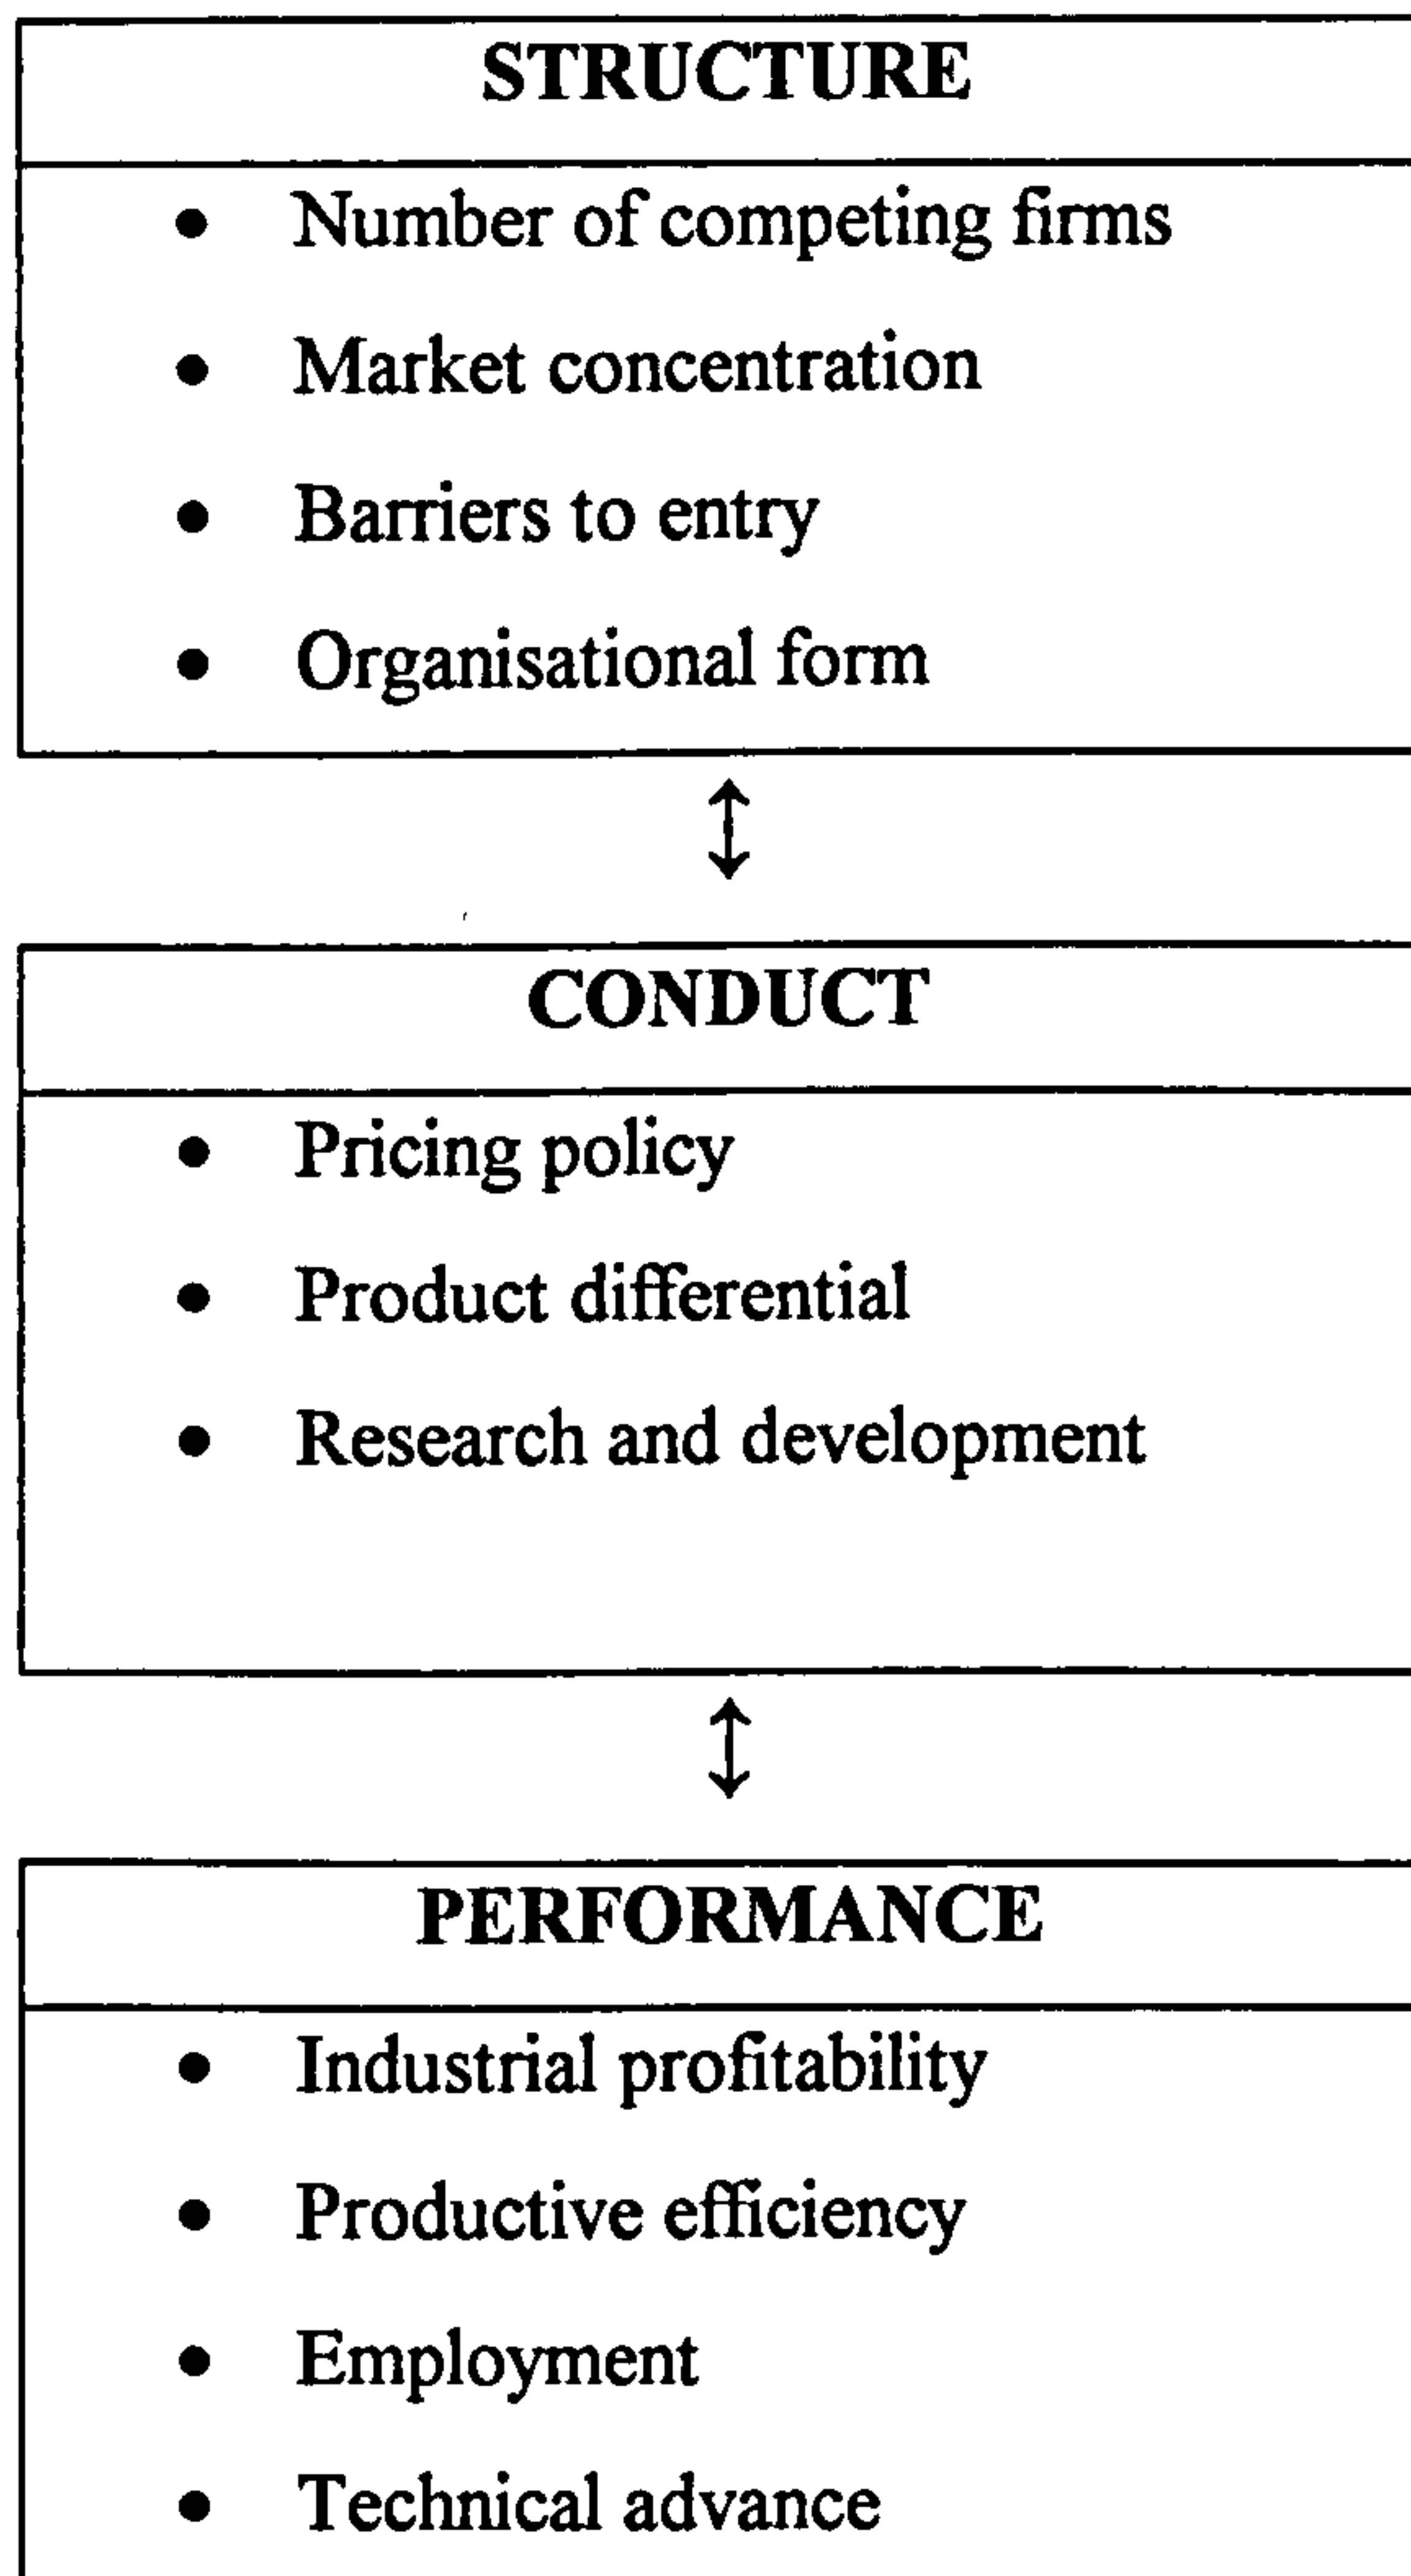 STRUCTURE
• Number of competing firms
• Market concentration
• Barriers to entry
• Organisational form
↕
CONDUCT
• Pricing policy
• Product differential
• Research and development
↕
PERFORMANCE
• Industrial profitability
• Productive efficiency
• Employment
• Technical advance